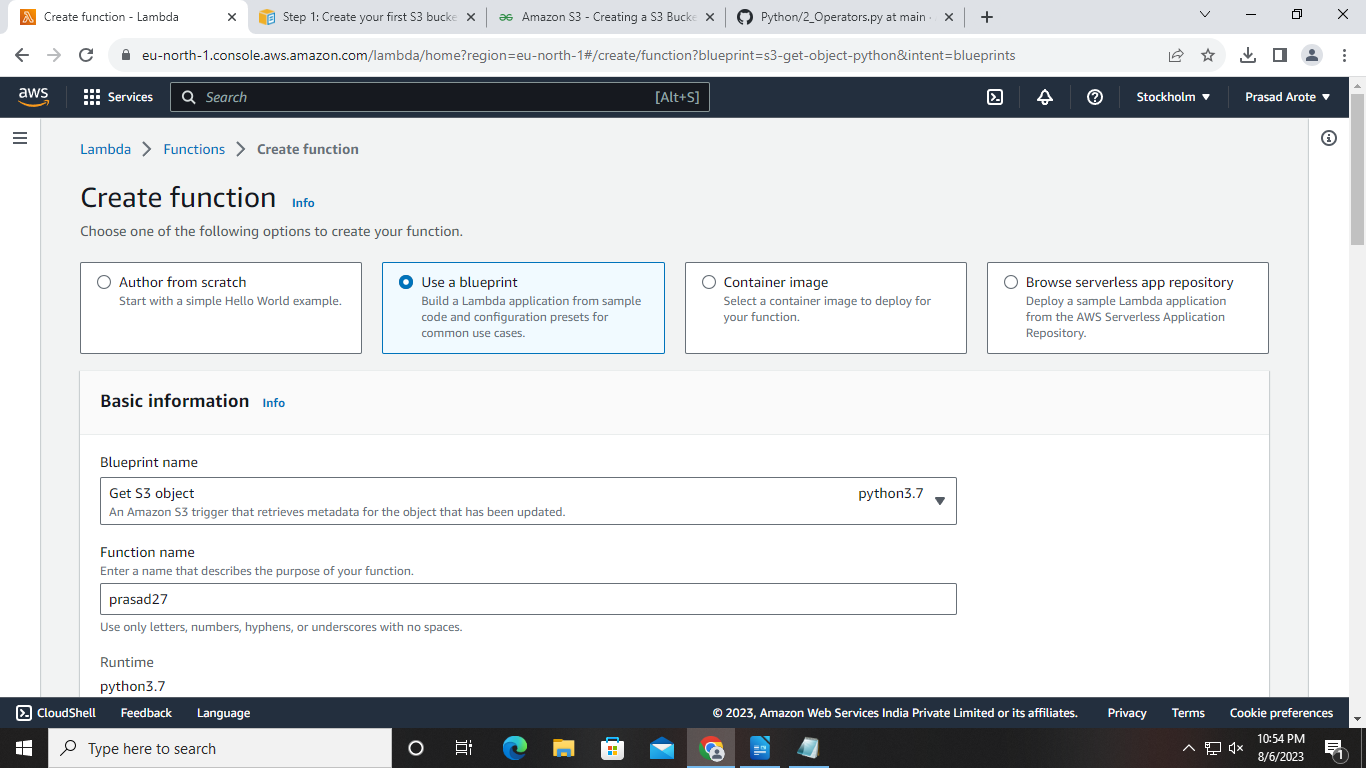 Create function - Lambda
Step 1: Create your first S3 bucke
Amazon S3 - Creating a S3 Bucke
Python/2_Operators.py at main
eu-north-1.console.aws.amazon.com/lambda/home?region=eu-north-1#/create/function?blueprint=s3-get-object-python&intent=blueprints
aws
Services
Search
[Alt+S]
Stockholm
Prasad Arote
Lambda
Functions
Create function
Create function Info
Choose one of the following options to create your function.
Author from scratch
Start with a simple Hello World example.
Use a blueprint
Build a Lambda application from sample
code and configuration presets for
common use cases.
Container image
Select a container image to deploy for
your function.
Browse serverless app repository
Deploy a sample Lambda application
from the AWS Serverless Application
Repository.
Basic information Info
Blueprint name
Get S3 object
python3.7
An Amazon S3 trigger that retrieves metadata for the object that has been updated.
Function name
Enter a name that describes the purpose of your function.
prasad27
Use only letters, numbers, hyphens, or underscores with no spaces.
Runtime
python3.7
CloudShell
Feedback
Language
© 2023, Amazon Web Services India Private Limited or its affiliates.
Privacy
Terms
Cookie preferences
Type here to search
10:54 PM
8/6/2023
1